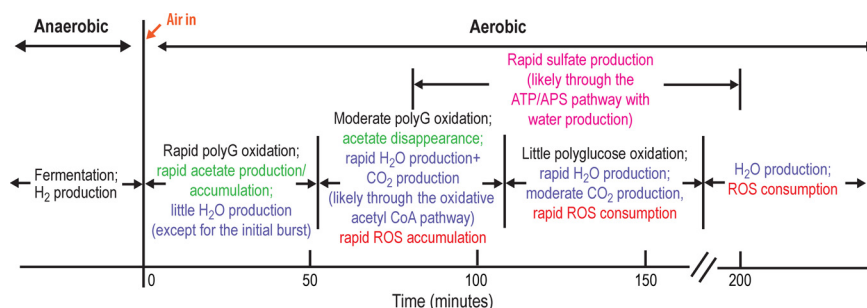 Air in
Anaerobic
Aerobic
Rapid sulfate production
(likely through the
ATP/APS pathway with
water production)
Fermentation;
H₂ production
Rapid polyG oxidation;
rapid acetate production/
accumulation;
little H₂O production
(except for the initial burst)
Moderate polyG oxidation;
acetate disappearance;
rapid H₂O production+
CO₂ production
(likely through the oxidative
acetyl CoA pathway)
rapid ROS accumulation
Little polyglucose oxidation;
rapid H₂O production;
moderate CO₂ production,
rapid ROS consumption
H₂O production;
ROS consumption
0
50
100
150
200
Time (minutes)